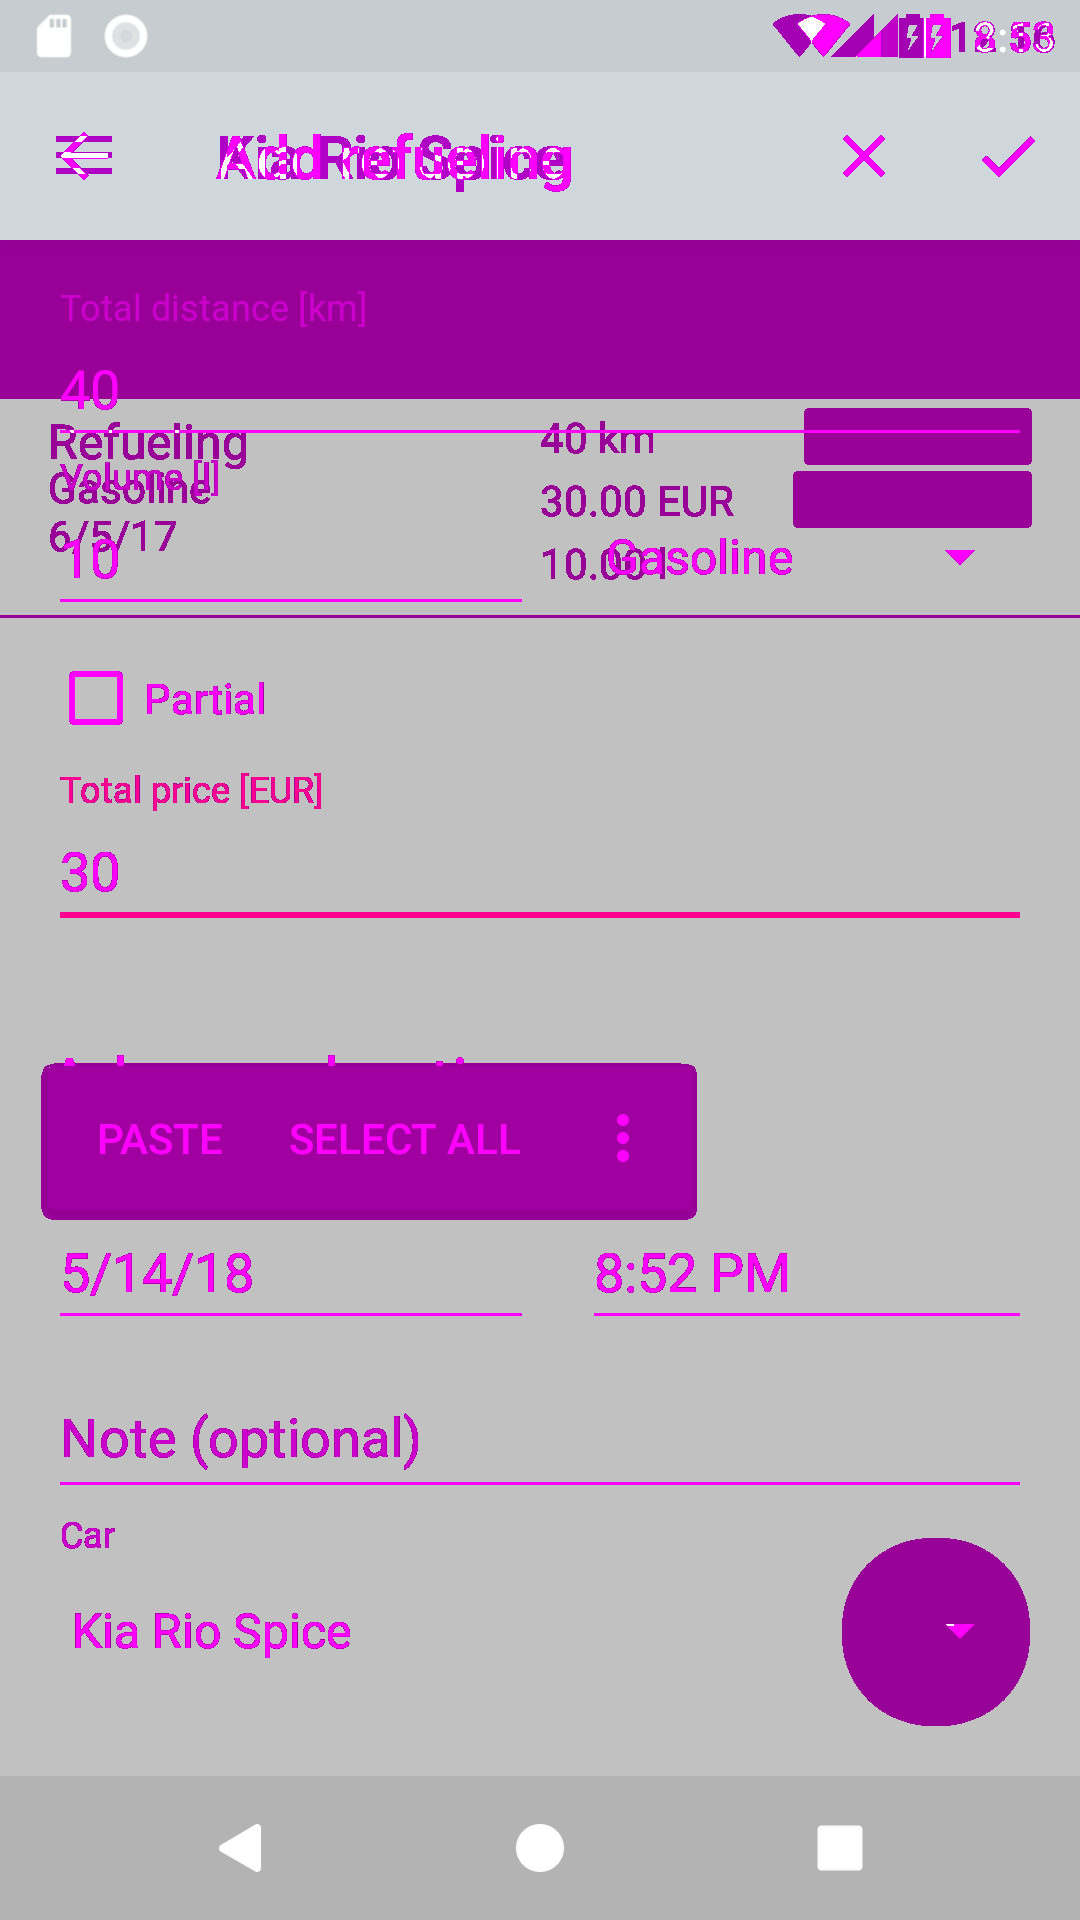 Kia Rio Spice
Add refueling
Total distance [km]
40
Refueling
40 km
Volume [l]
Gasoline
30.00 EUR
6/5/17
10
10.00 l
Gasoline
Partial
Total price [EUR]
30
PASTE SELECT ALL
5/14/18 8:52 PM
Note (optional)
Car
Kia Rio Spice